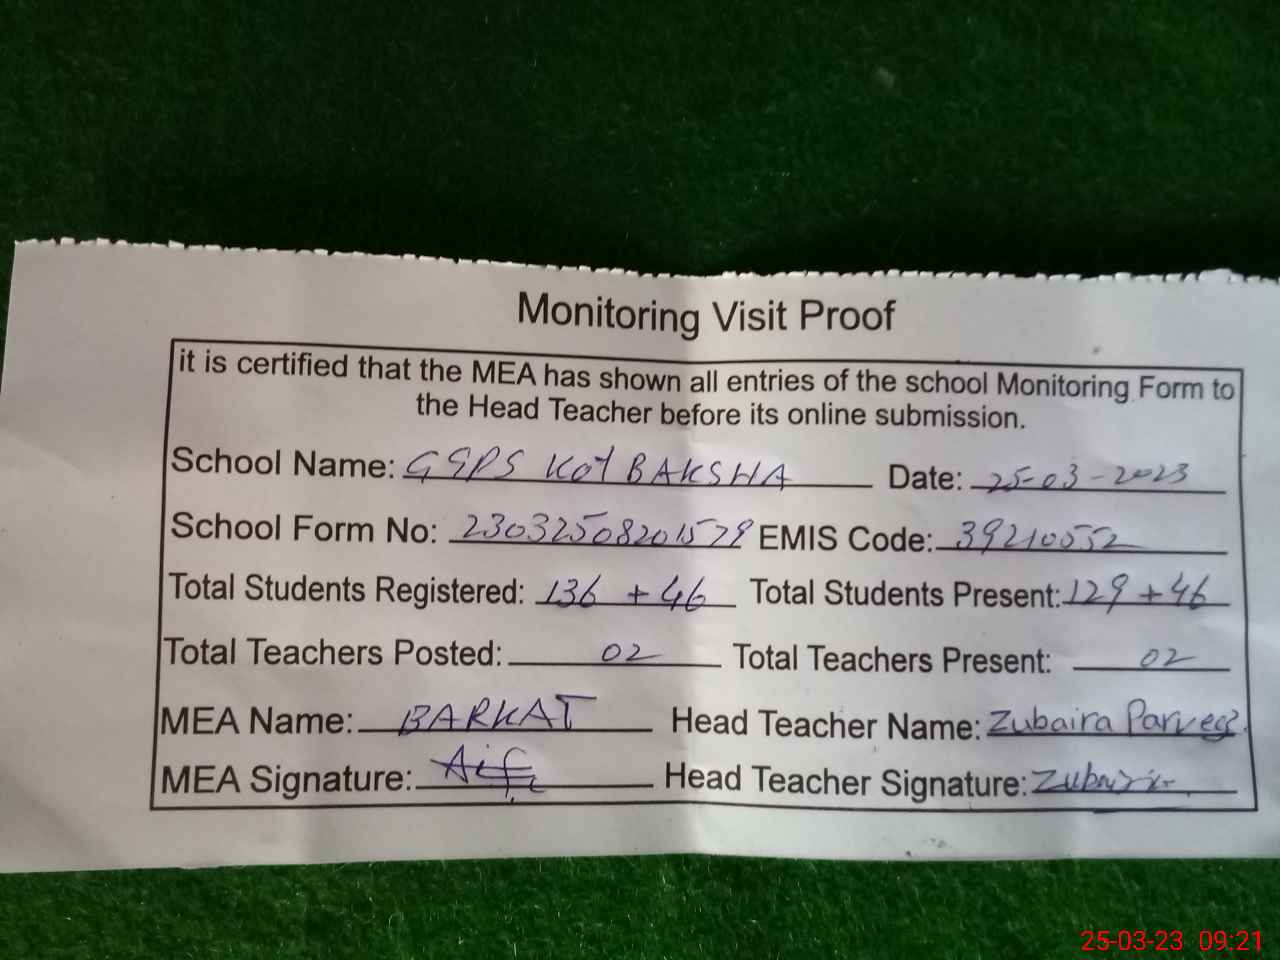 Monitoring Visit Proof
it is certified that the MEA has shown all entries of the school Monitoring Form to
the Head Teacher before its online submission.
School Name: GGPS Kot BAKSHA Date: 25-03-2023
School Form No: 23032508201579 EMIS Code: 39210052
Total Students Registered: 136 + 46 Total Students Present: 129 + 46
Total Teachers Posted: 02 Total Teachers Present: 02
MEA Name: BARKAT Head Teacher Name: Zubaira Parveez
MEA Signature: Head Teacher Signature: Zubaira
25-03-23 09:21